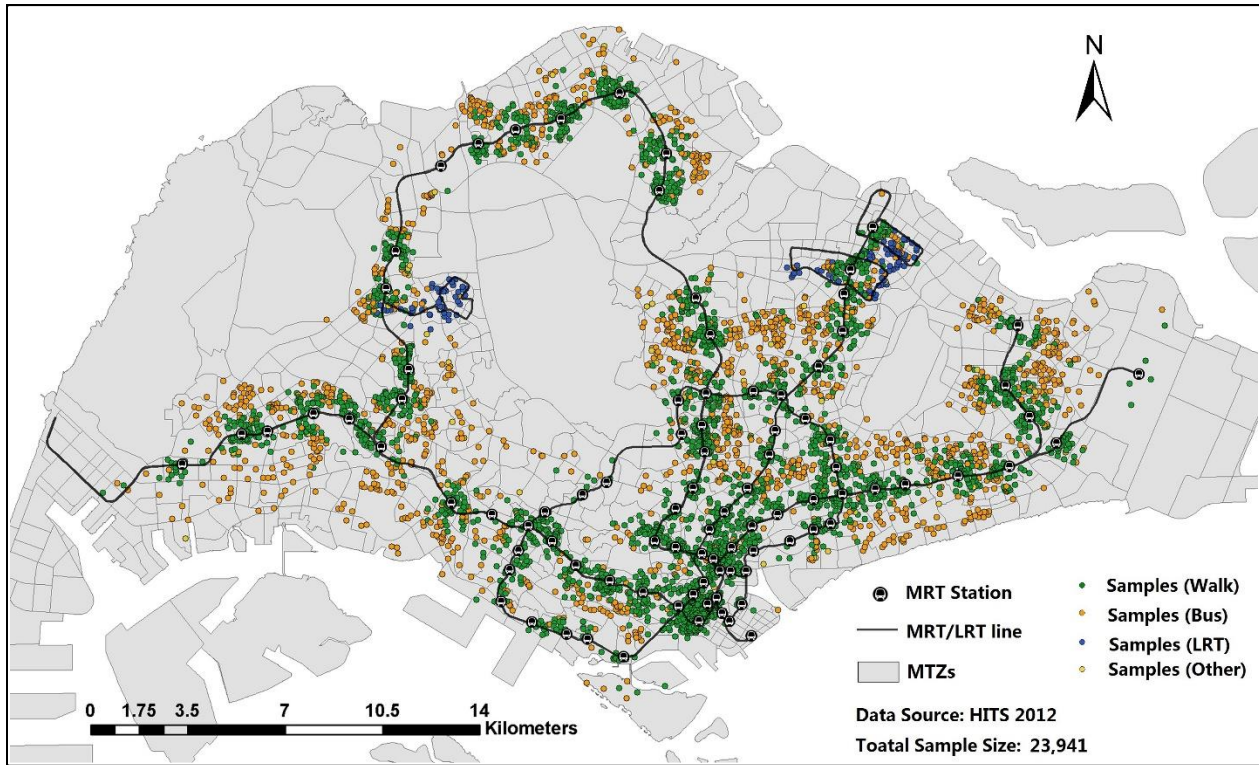 N
MRT Station
MRT/LRT line
MTZs
Samples (Walk)
Samples (Bus)
Samples (LRT)
Samples (Other)
Data Source: HITS 2012
Toatal Sample Size: 23,941
0 1.75 3.5 7 10.5 14
Kilometers